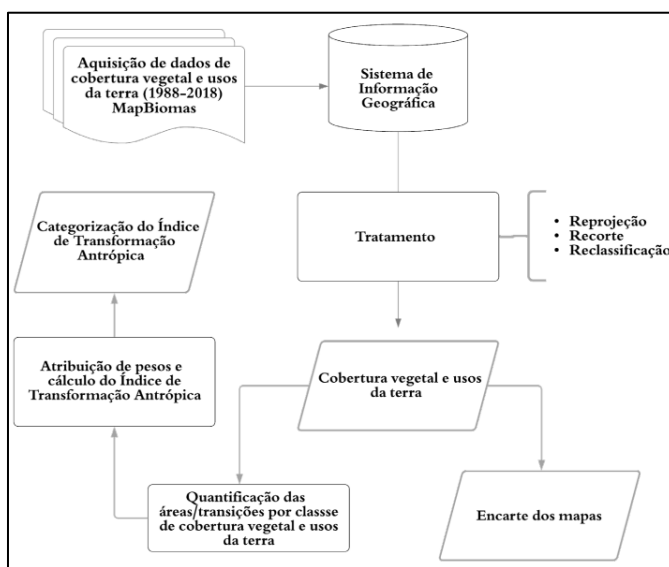 Aquisição de dados de
cobertura vegetal e usos
da terra (1988-2018)
MapBiomas
Sistema de
Informação
Geográfica
Tratamento
• Reprojeção
• Recorte
• Reclassificação
Cobertura vegetal e usos
da terra
Encarte dos mapas
Quantificação das
áreas/transições por classse
de cobertura vegetal e usos
da terra
Atribuição de pesos e
cálculo do Índice de
Transformação Antrópica
Categorização do Índice
de Transformação
Antrópica